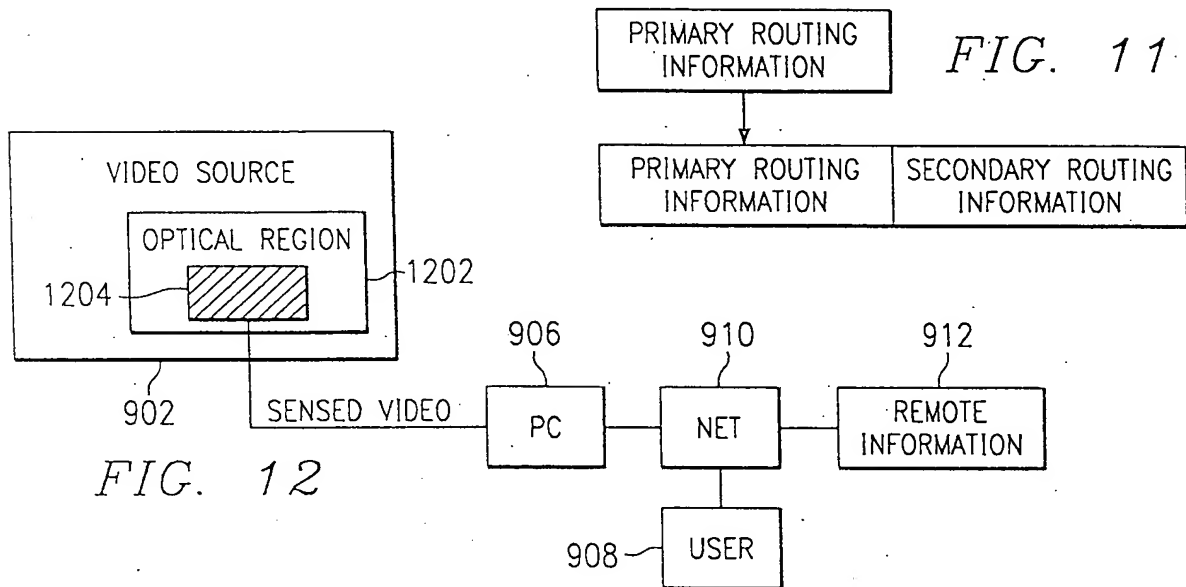 PRIMARY ROUTING
INFORMATION
FIG. 11
PRIMARY ROUTING
INFORMATION
SECONDARY ROUTING
INFORMATION
VIDEO SOURCE
OPTICAL REGION
1204
1202
902
SENSED VIDEO
906
PC
910
NET
912
REMOTE
INFORMATION
908
USER
FIG. 12